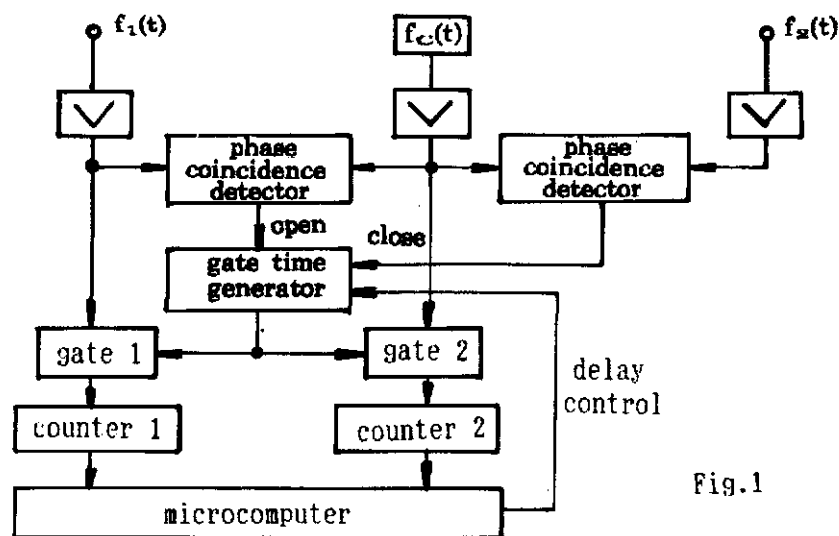 f₁(t)
f_C(t)
f₂(t)
phase
coincidence
detector
phase
coincidence
detector
open
close
gate time
generator
gate 1
gate 2
delay
control
counter 1
counter 2
Fig.1
microcomputer